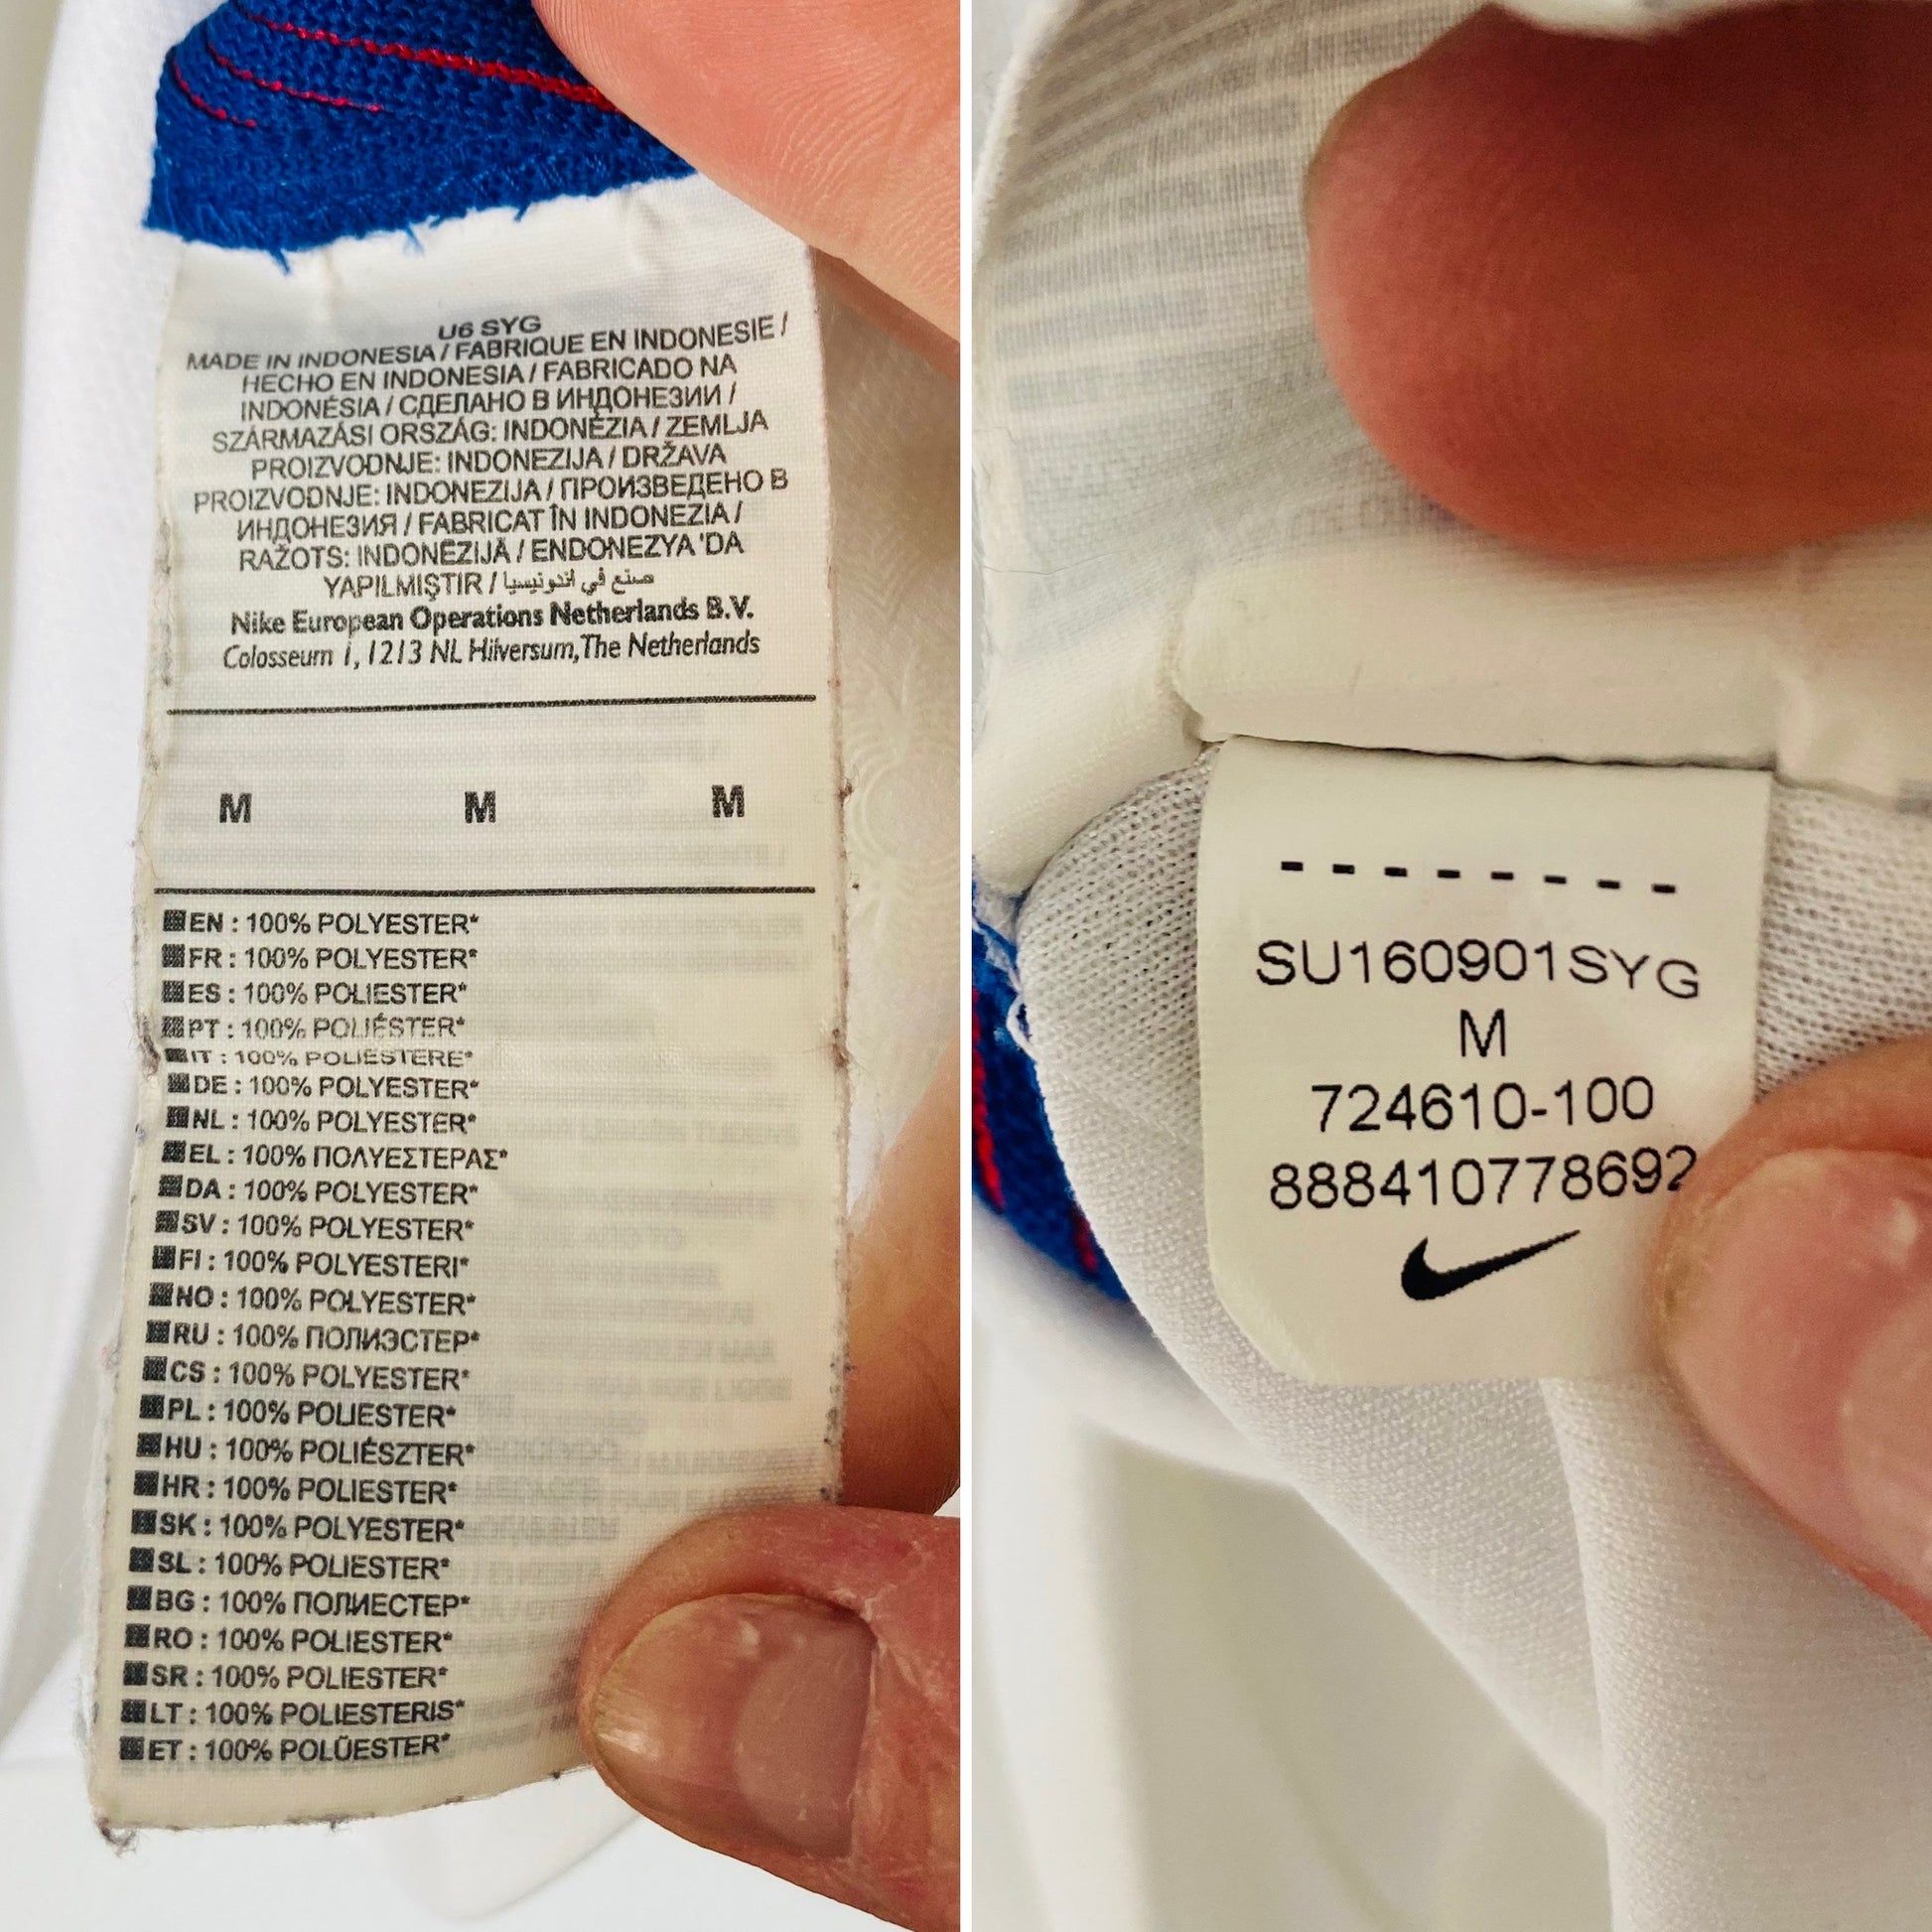 U6 SYG
MADE IN INDONESIA / FABRIQUE EN INDONESIE /
HECHO EN INDONESIA / FABRICADO NA
INDONÉSIA / СДЕЛАНО В ИНДОНЕЗИИ /
SZÁRMAZÁSI ORSZÁG: INDONÉZIA / ZEMLJA
PROIZVODNJE: INDONEZIJA / DRŽAVA
PROIZVODNJE: INDONEZIJA / ПРОИЗВЕДЕНО В
ИНДОНЕЗИЯ / FABRICAT ÎN INDONEZIA /
RAŽOTS: INDONĒZIJĀ / ENDONEZYA 'DA
YAPILMIŞTIR / صنع في اندونيسيا
Nike European Operations Netherlands B.V.
Colosseum 1, 1213 NL Hilversum, The Netherlands
M M M
EN : 100% POLYESTER*
FR : 100% POLYESTER*
ES : 100% POLIESTER*
PT : 100% POLIÉSTER*
IT : 100% POLIESTERE*
DE : 100% POLYESTER*
NL : 100% POLYESTER*
EL : 100% ΠΟΛΥΕΣΤΕΡΑΣ*
DA : 100% POLYESTER*
SV : 100% POLYESTER*
FI : 100% POLYESTERI*
NO : 100% POLYESTER*
RU : 100% ПОЛИЭСТЕР*
CS : 100% POLYESTER*
PL : 100% POLIESTER*
HU : 100% POLIÉSZTER*
HR : 100% POLIESTER*
SK : 100% POLYESTER*
SL : 100% POLIESTER*
BG : 100% ПОЛИЕСТЕР*
RO : 100% POLIESTER*
SR : 100% POLIESTER*
LT : 100% POLIESTERIS*
ET : 100% POLÜESTER*
--------
SU160901SYG
M
724610-100
888410778692